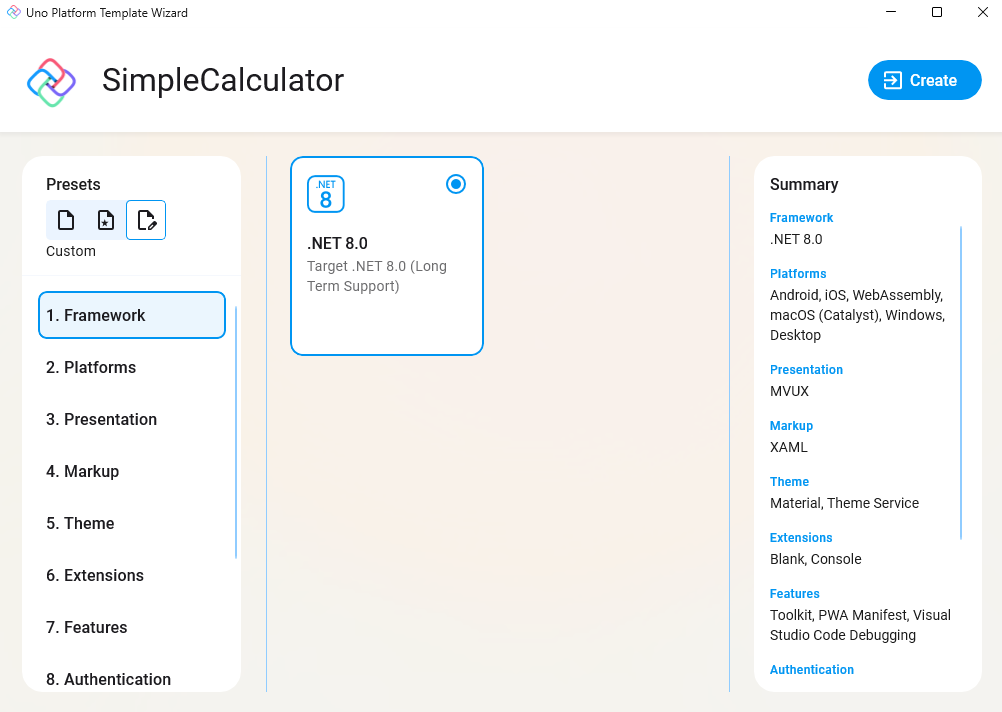 Uno Platform Template Wizard
SimpleCalculator
Create
Presets
Custom
1. Framework
2. Platforms
3. Presentation
4. Markup
5. Theme
6. Extensions
7. Features
8. Authentication
.NET
8
.NET 8.0
Target .NET 8.0 (Long
Term Support)
Summary
Framework
.NET 8.0
Platforms
Android, iOS, WebAssembly,
macOS (Catalyst), Windows,
Desktop
Presentation
MVUX
Markup
XAML
Theme
Material, Theme Service
Extensions
Blank, Console
Features
Toolkit, PWA Manifest, Visual
Studio Code Debugging
Authentication